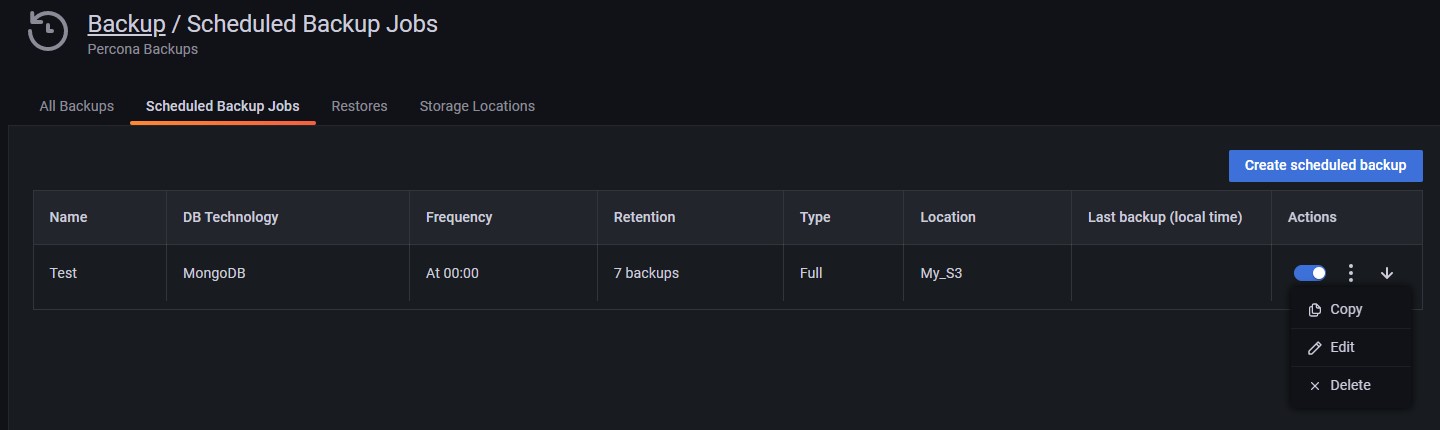 Backup / Scheduled Backup Jobs
Percona Backups
All Backups Scheduled Backup Jobs Restores Storage Locations
Create scheduled backup
Name DB Technology Frequency Retention Type Location Last backup (local time) Actions
Test MongoDB At 00:00 7 backups Full My_S3
Copy
Edit
Delete